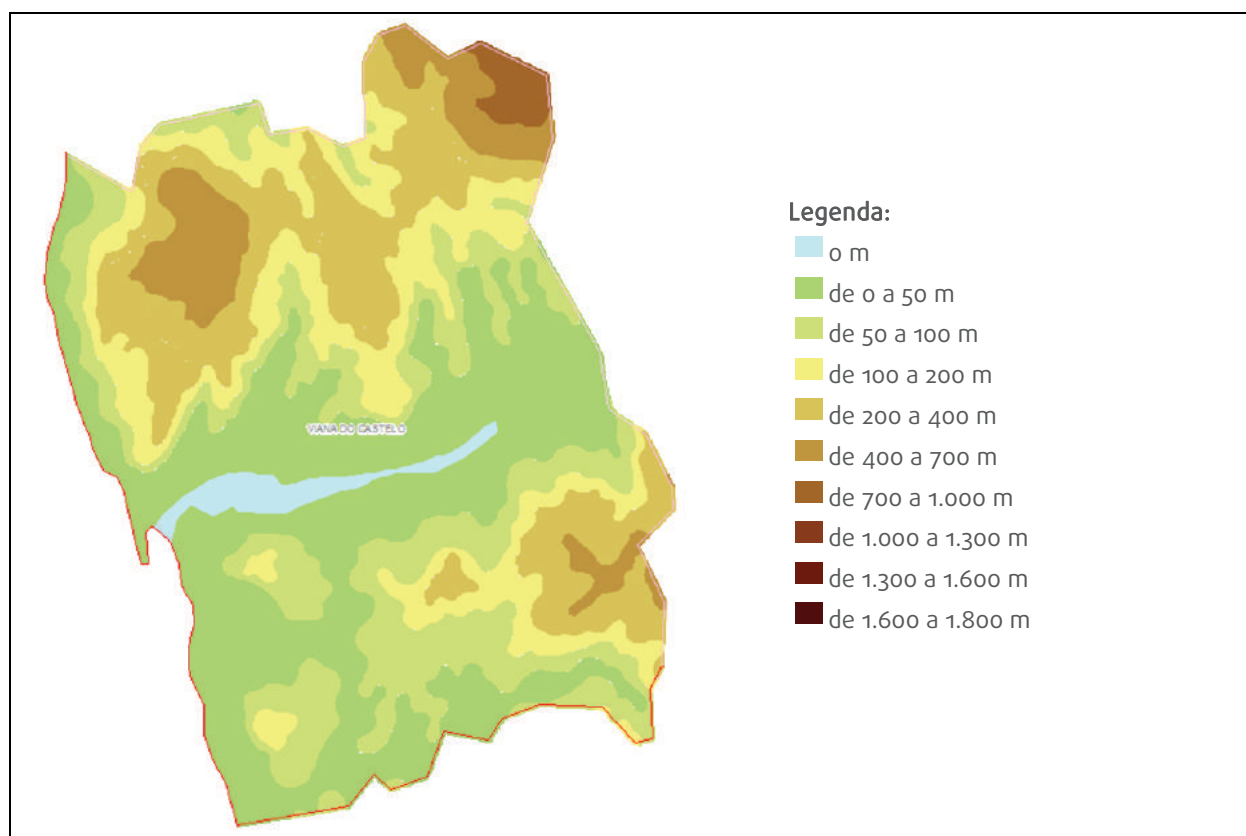 VIANA DO CASTELO
Legenda:
0 m
de 0 a 50 m
de 50 a 100 m
de 100 a 200 m
de 200 a 400 m
de 400 a 700 m
de 700 a 1.000 m
de 1.000 a 1.300 m
de 1.300 a 1.600 m
de 1.600 a 1.800 m